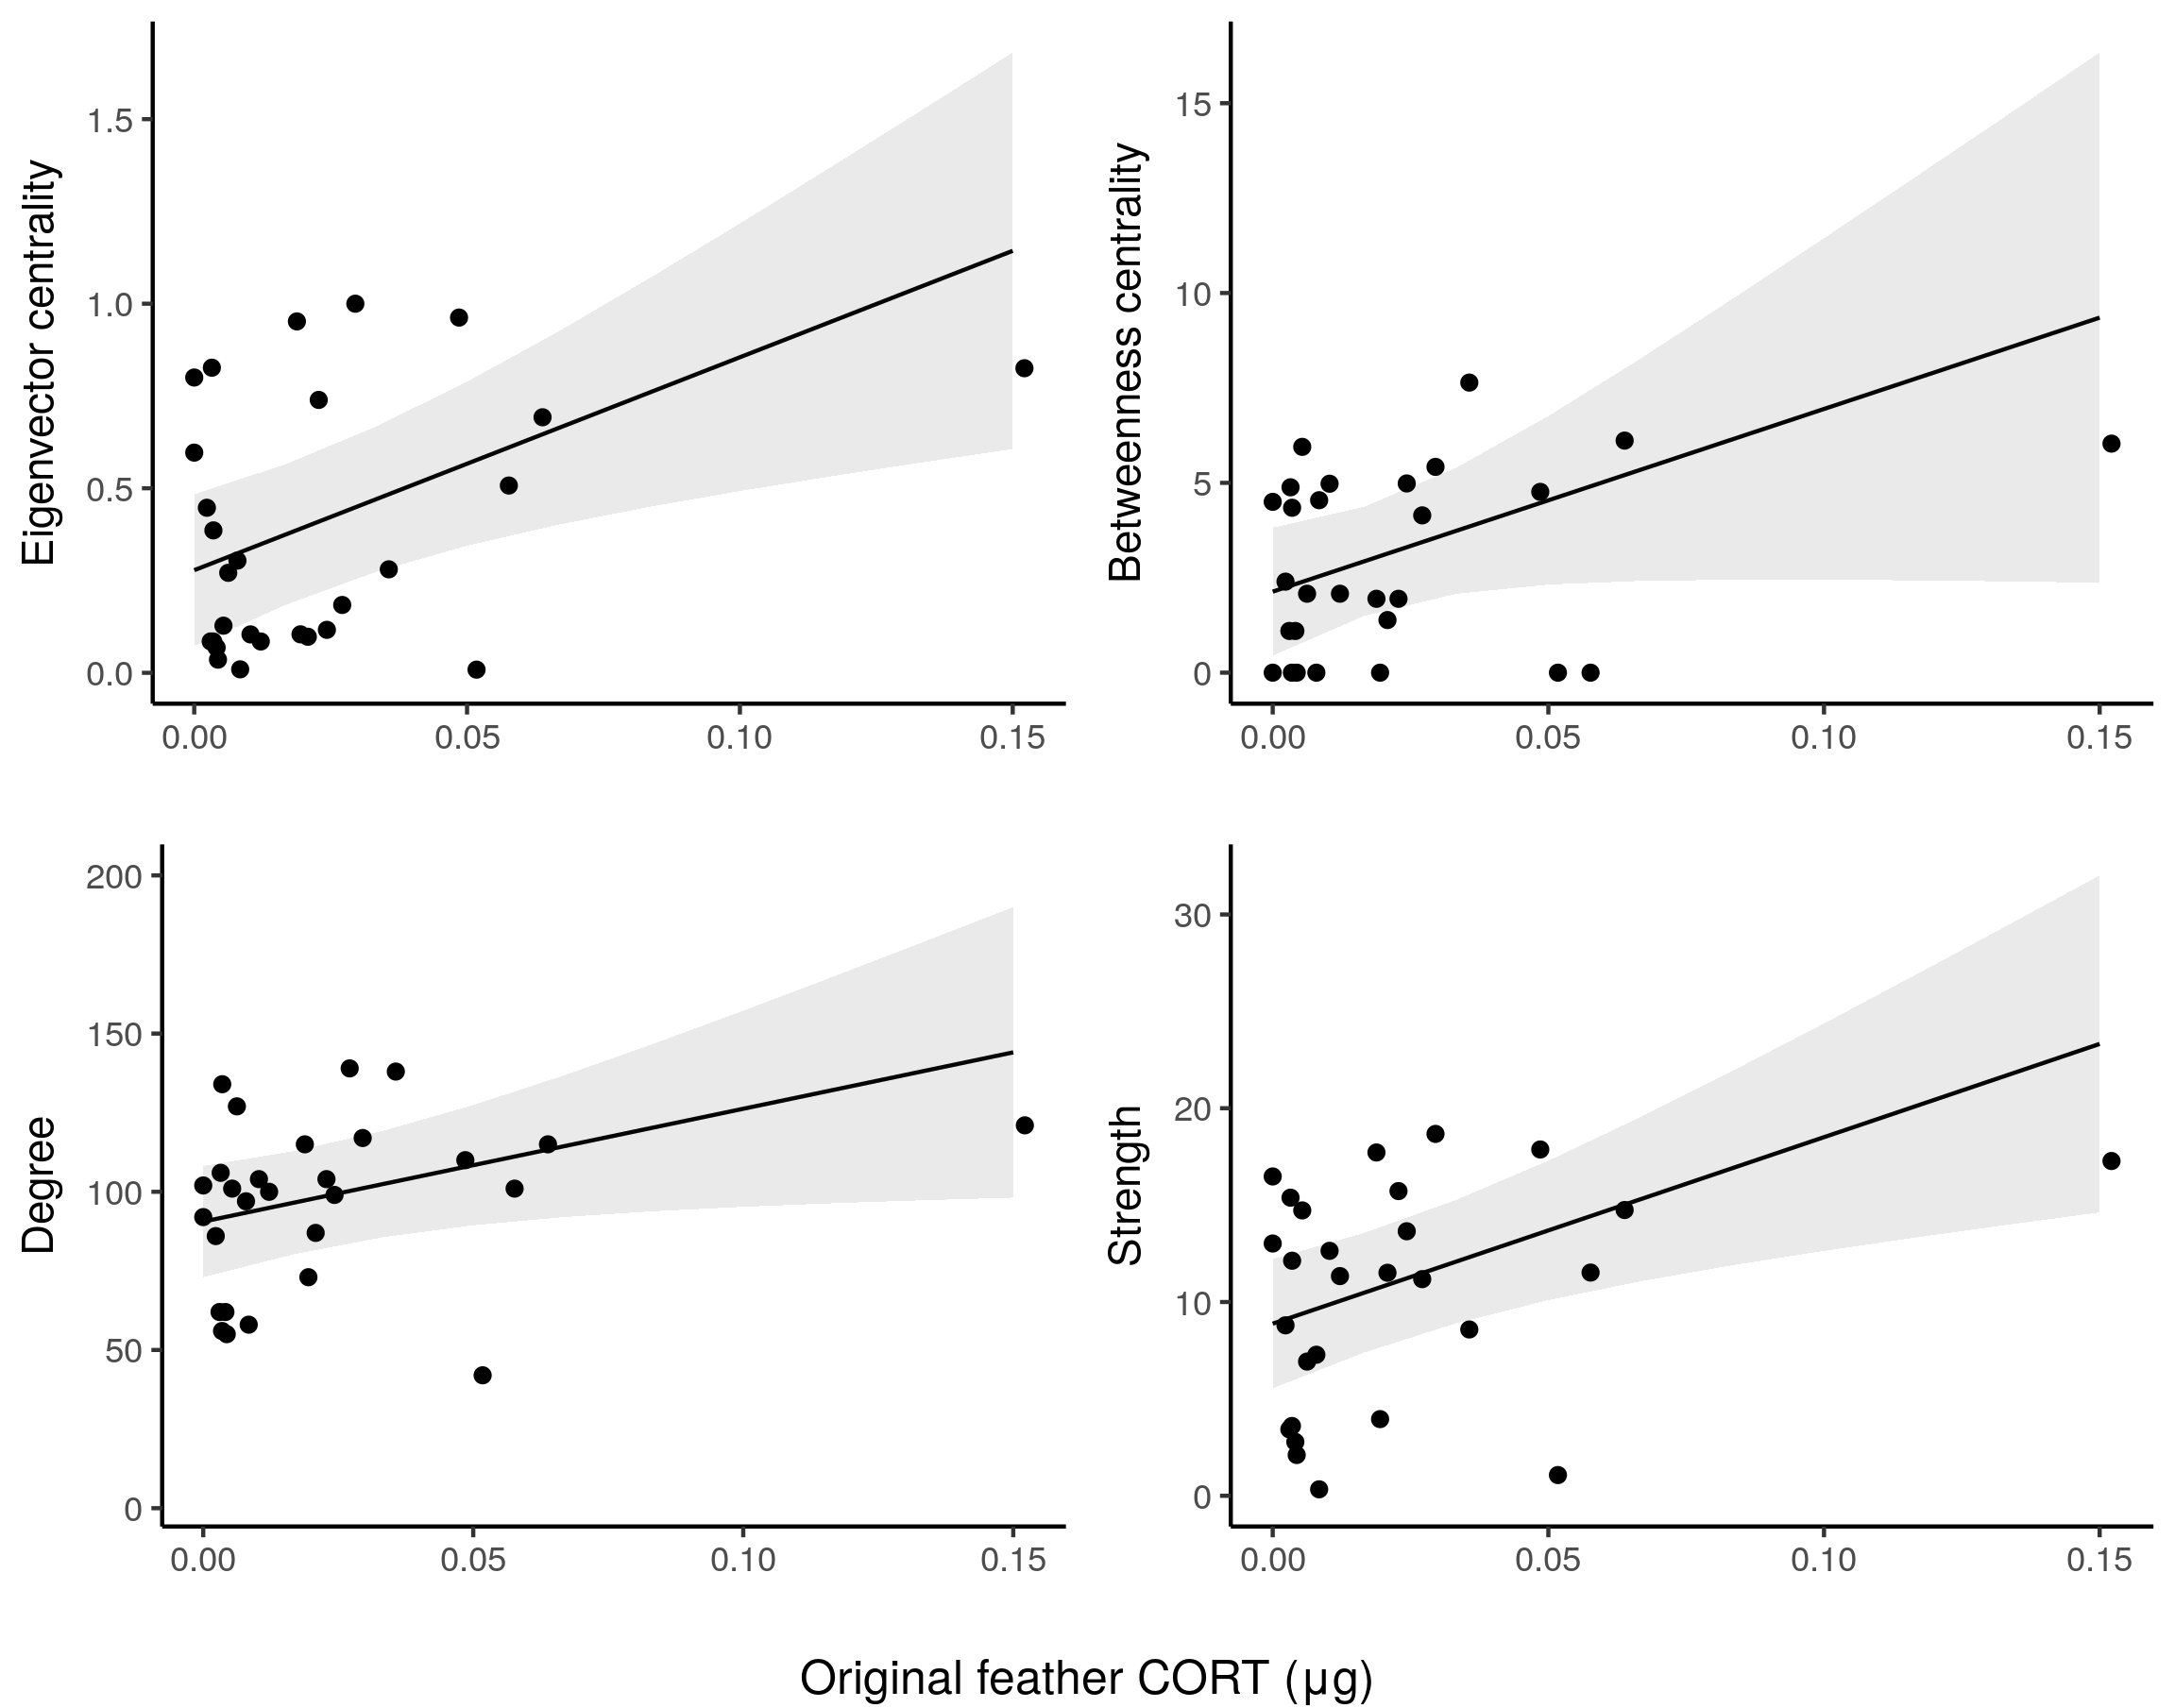 Eigenvector centrality
1.5
1.0
0.5
0.0
0.00 0.05 0.10 0.15
Betweenness centrality
15
10
5
0
0.00 0.05 0.10 0.15
Degree
200
150
100
50
0
0.00 0.05 0.10 0.15
Strength
30
20
10
0
0.00 0.05 0.10 0.15
Original feather CORT (µg)